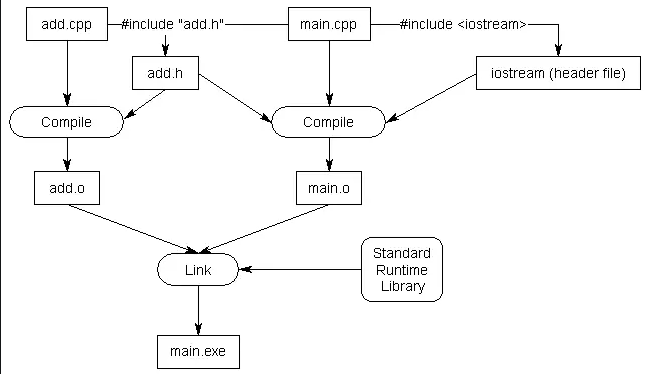 add.cpp
#include "add.h"
main.cpp
#include <iostream>
add.h
iostream (header file)
Compile
Compile
add.o
main.o
Standard
Runtime
Library
Link
main.exe